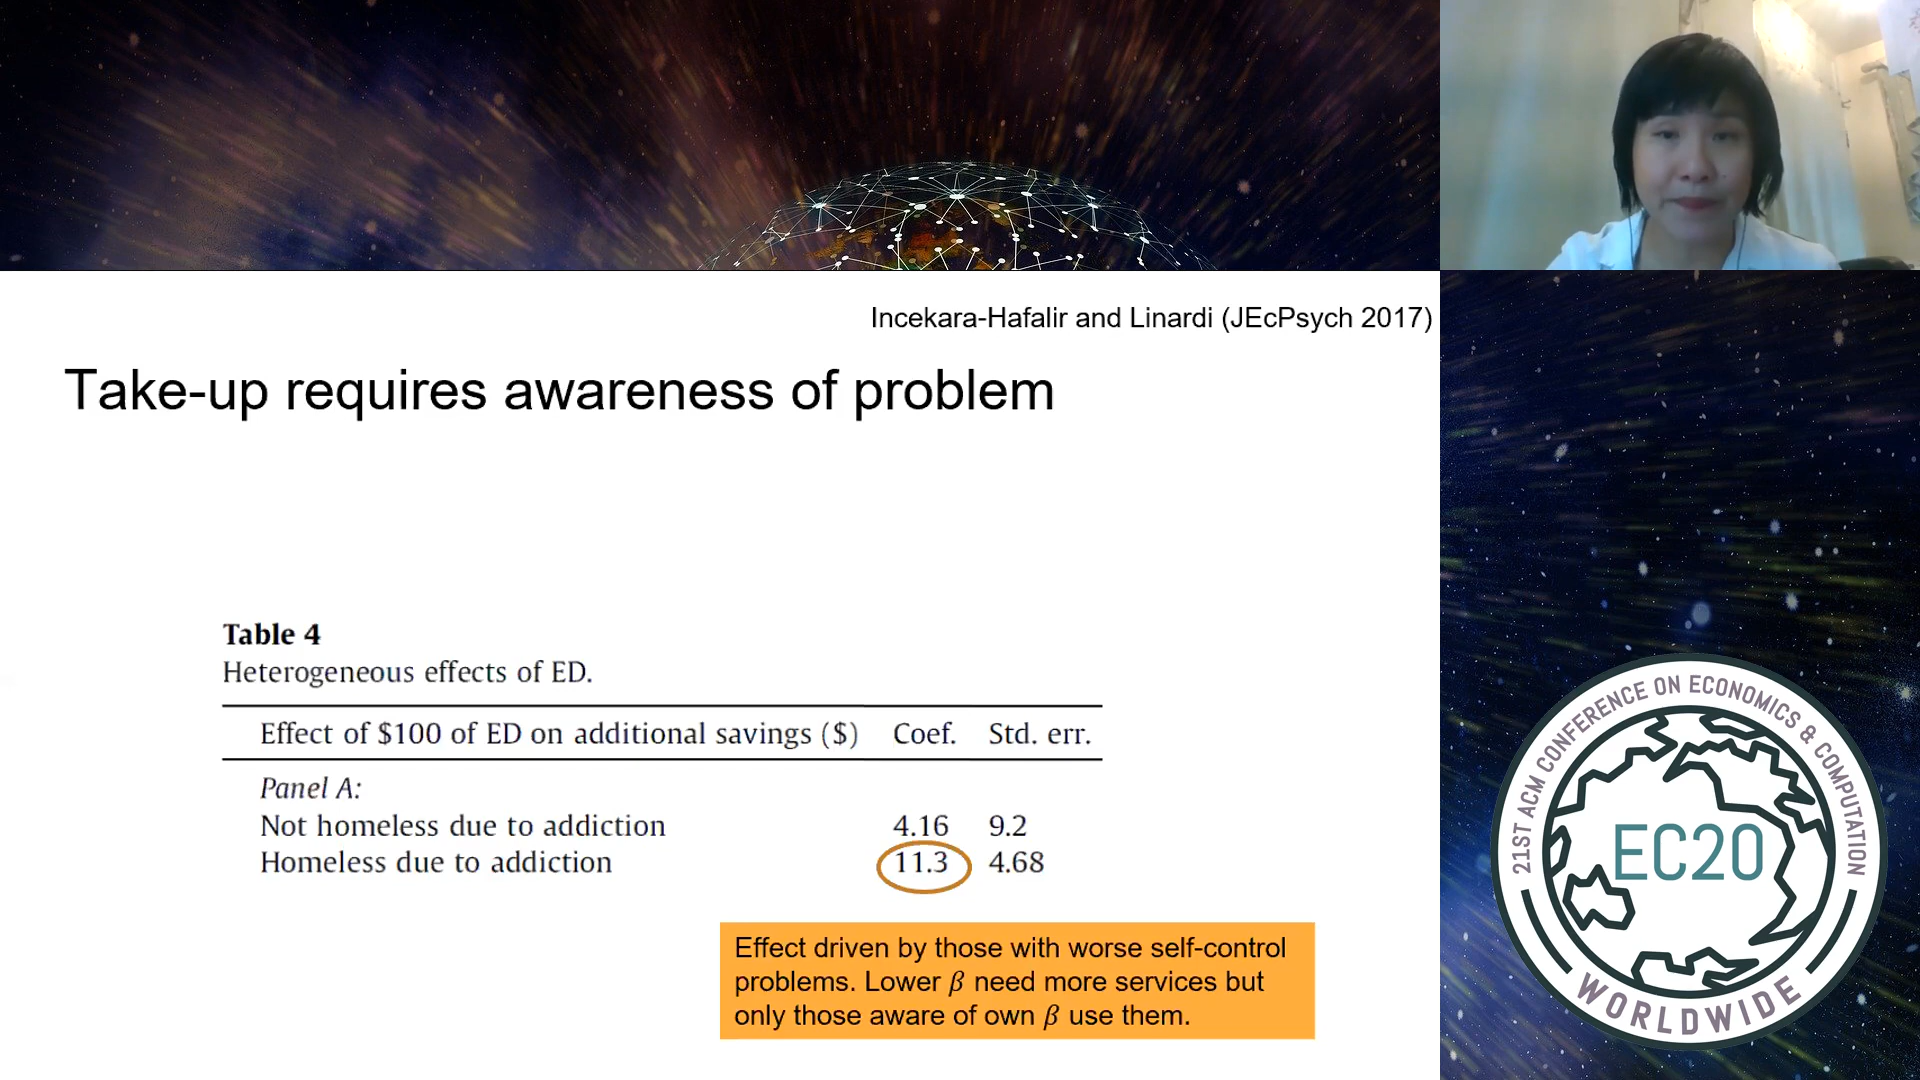 Incekara-Hafalir and Linardi (JEcPsych 2017)
Take-up requires awareness of problem
Table 4
Heterogeneous effects of ED.
Effect of $100 of ED on additional savings ($) Coef. Std. err.
Panel A:
Not homeless due to addiction 4.16 9.2
Homeless due to addiction 11.3 4.68
Effect driven by those with worse self-control
problems. Lower β need more services but
only those aware of own β use them.
21ST ACM CONFERENCE ON ECONOMICS & COMPUTATION
EC20
WORLDWIDE